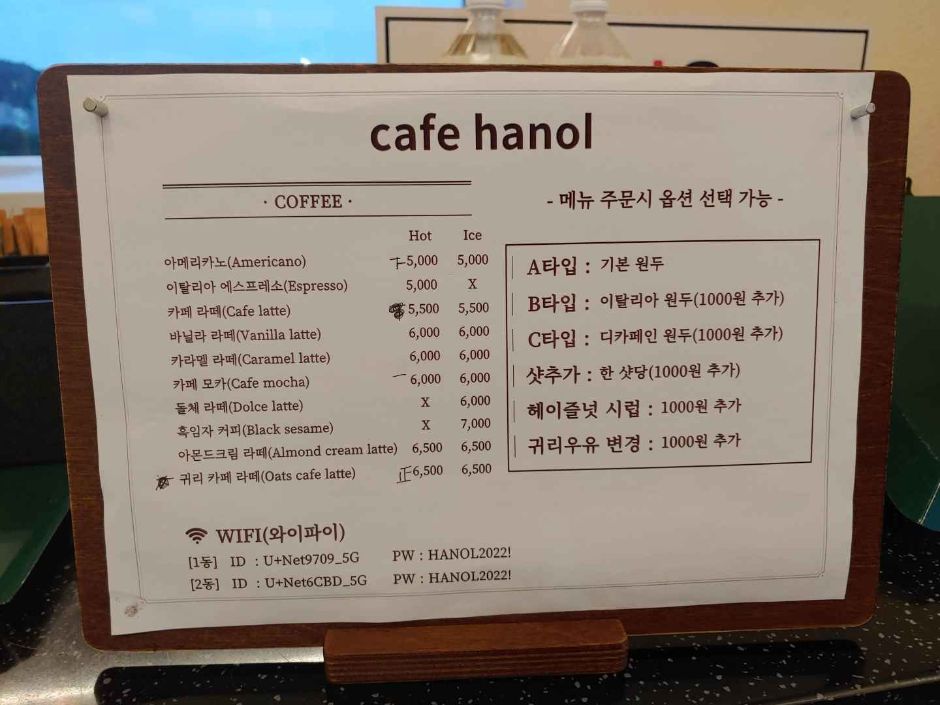 cafe hanol
· COFFEE ·
Hot Ice
아메리카노(Americano) 5,000 5,000
이탈리아 에스프레소(Espresso) 5,000 X
카페 라떼(Cafe latte) 5,500 5,500
바닐라 라떼(Vanilla latte) 6,000 6,000
카라멜 라떼(Caramel latte) 6,000 6,000
카페 모카(Cafe mocha) 6,000 6,000
돌체 라떼(Dolce latte) X 6,000
흑임자 커피(Black sesame) X 7,000
아몬드크림 라떼(Almond cream latte) 6,500 6,500
귀리 카페 라떼(Oats cafe latte) 正 6,500 6,500
- 메뉴 주문시 옵션 선택 가능 -
A타입 : 기본 원두
B타입 : 이탈리아 원두(1000원 추가)
C타입 : 디카페인 원두(1000원 추가)
샷추가 : 한 샷당(1000원 추가)
헤이즐넛 시럽 : 1000원 추가
귀리우유 변경 : 1000원 추가
WIFI(와이파이)
[1동] ID : U+Net9709_5G PW : HANOL2022!
[2동] ID : U+Net6CBD_5G PW : HANOL2022!